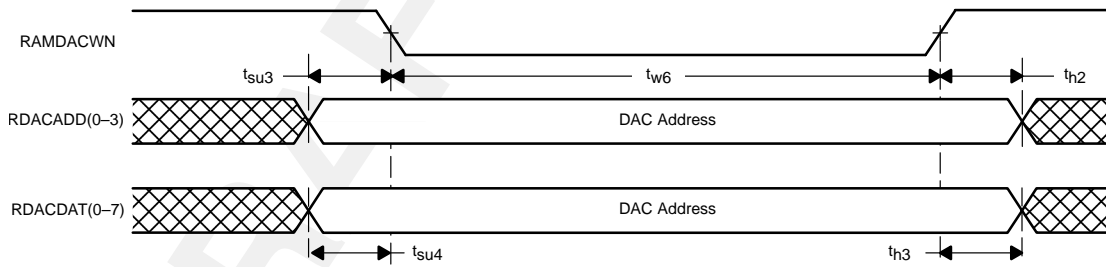 RAMDACWN
tsu3
tw6
th2
RDACADD(0–3)
DAC Address
RDACDAT(0–7)
DAC Address
tsu4
th3